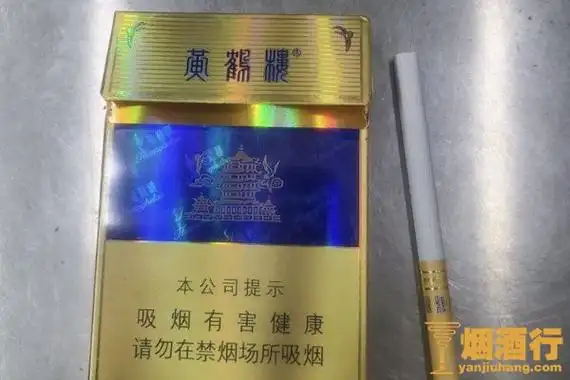 黄鹤楼®
本公司提示
吸烟有害健康
请勿在禁烟场所吸烟
烟酒行
yanjiuhang.com